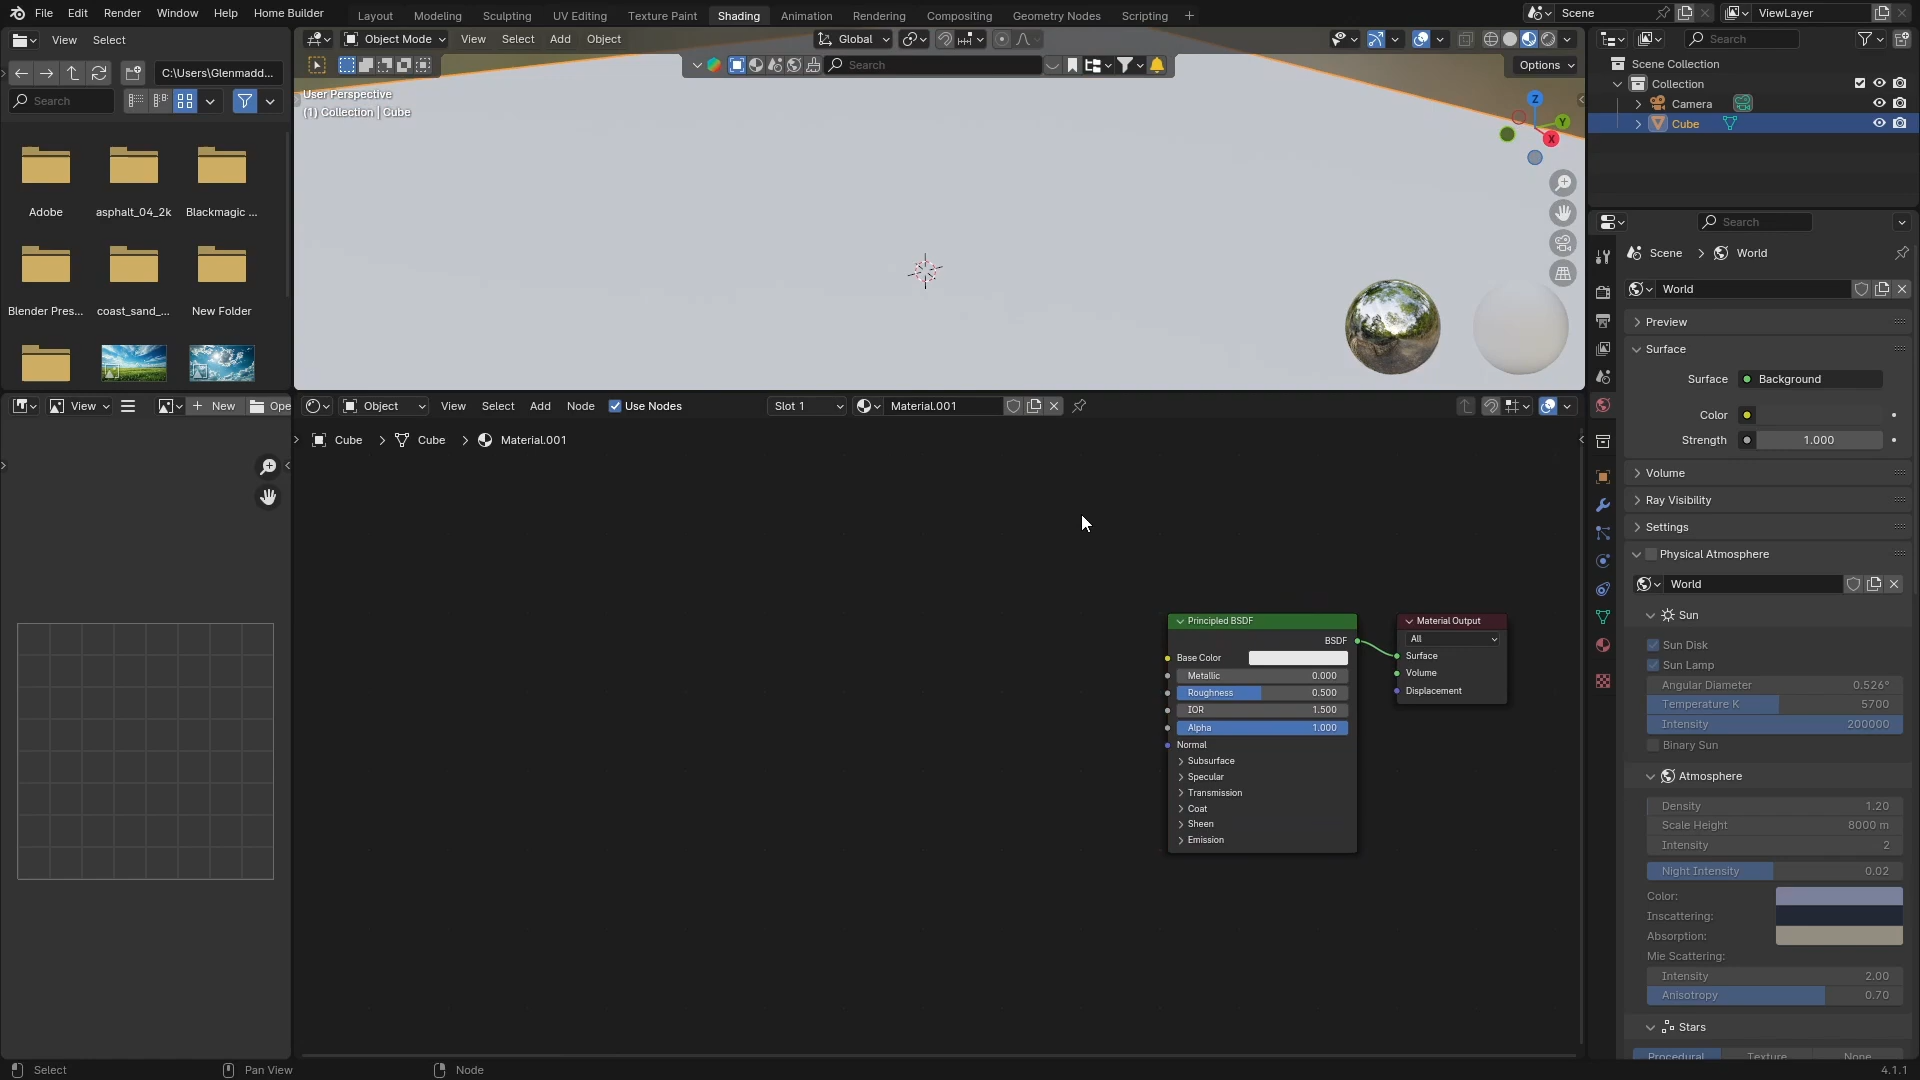 File Edit Render Window Help Home Builder
Layout Modeling Sculpting UV Editing Texture Paint Shading Animation Rendering Compositing Geometry Nodes Scripting +
Scene ViewLayer
View Select
C:\Users\Glenmadd...
Search
Adobe
asphalt_04_2k
Blackmagic ...
Blender Pres...
coast_sand_...
New Folder
Object Mode View Select Add Object
Global
Search
Options
User Perspective
(1) Collection | Cube
Z
Y
X
View
+ New
Ope
Object View Select Add Node Use Nodes
Slot 1
Material.001
Cube > Cube > Material.001
Principled BSDF
BSDF
Base Color
Metallic 0.000
Roughness 0.500
IOR 1.500
Alpha 1.000
Normal
Subsurface
Specular
Transmission
Coat
Sheen
Emission
Material Output
All
Surface
Volume
Displacement
Search
Scene Collection
Collection
Camera
Cube
Search
Scene > World
World
Preview
Surface
Surface Background
Color
Strength 1.000
Volume
Ray Visibility
Settings
Physical Atmosphere
World
Sun
Sun Disk
Sun Lamp
Angular Diameter 0.526°
Temperature K 5700
Intensity 200000
Binary Sun
Atmosphere
Density 1.20
Scale Height 8000 m
Intensity 2
Night Intensity 0.02
Color:
Inscattering:
Absorption:
Mie Scattering:
Intensity 2.00
Anisotropy 0.70
Stars
Procedural Texture None
Select Pan View Node
4.1.1